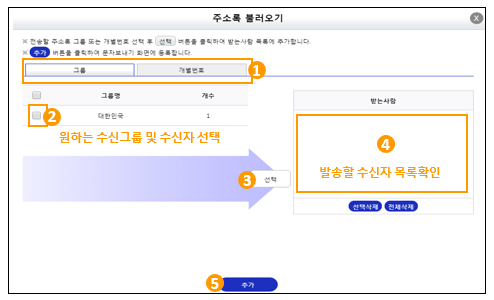 주소록 불러오기
X
※ 전송할 주소록 그룹 또는 개별번호 선택 후 선택 버튼을 클릭하여 받는사람 목록에 추가합니다.
※ 추가 버튼을 클릭하여 문자보내기 화면에 등록합니다.
그룹 개별번호 1
그룹명 개수
2 대한민국 1
원하는 수신그룹 및 수신자 선택
3 선택
받는사람
4
발송할 수신자 목록확인
선택삭제 전체삭제
5 추가